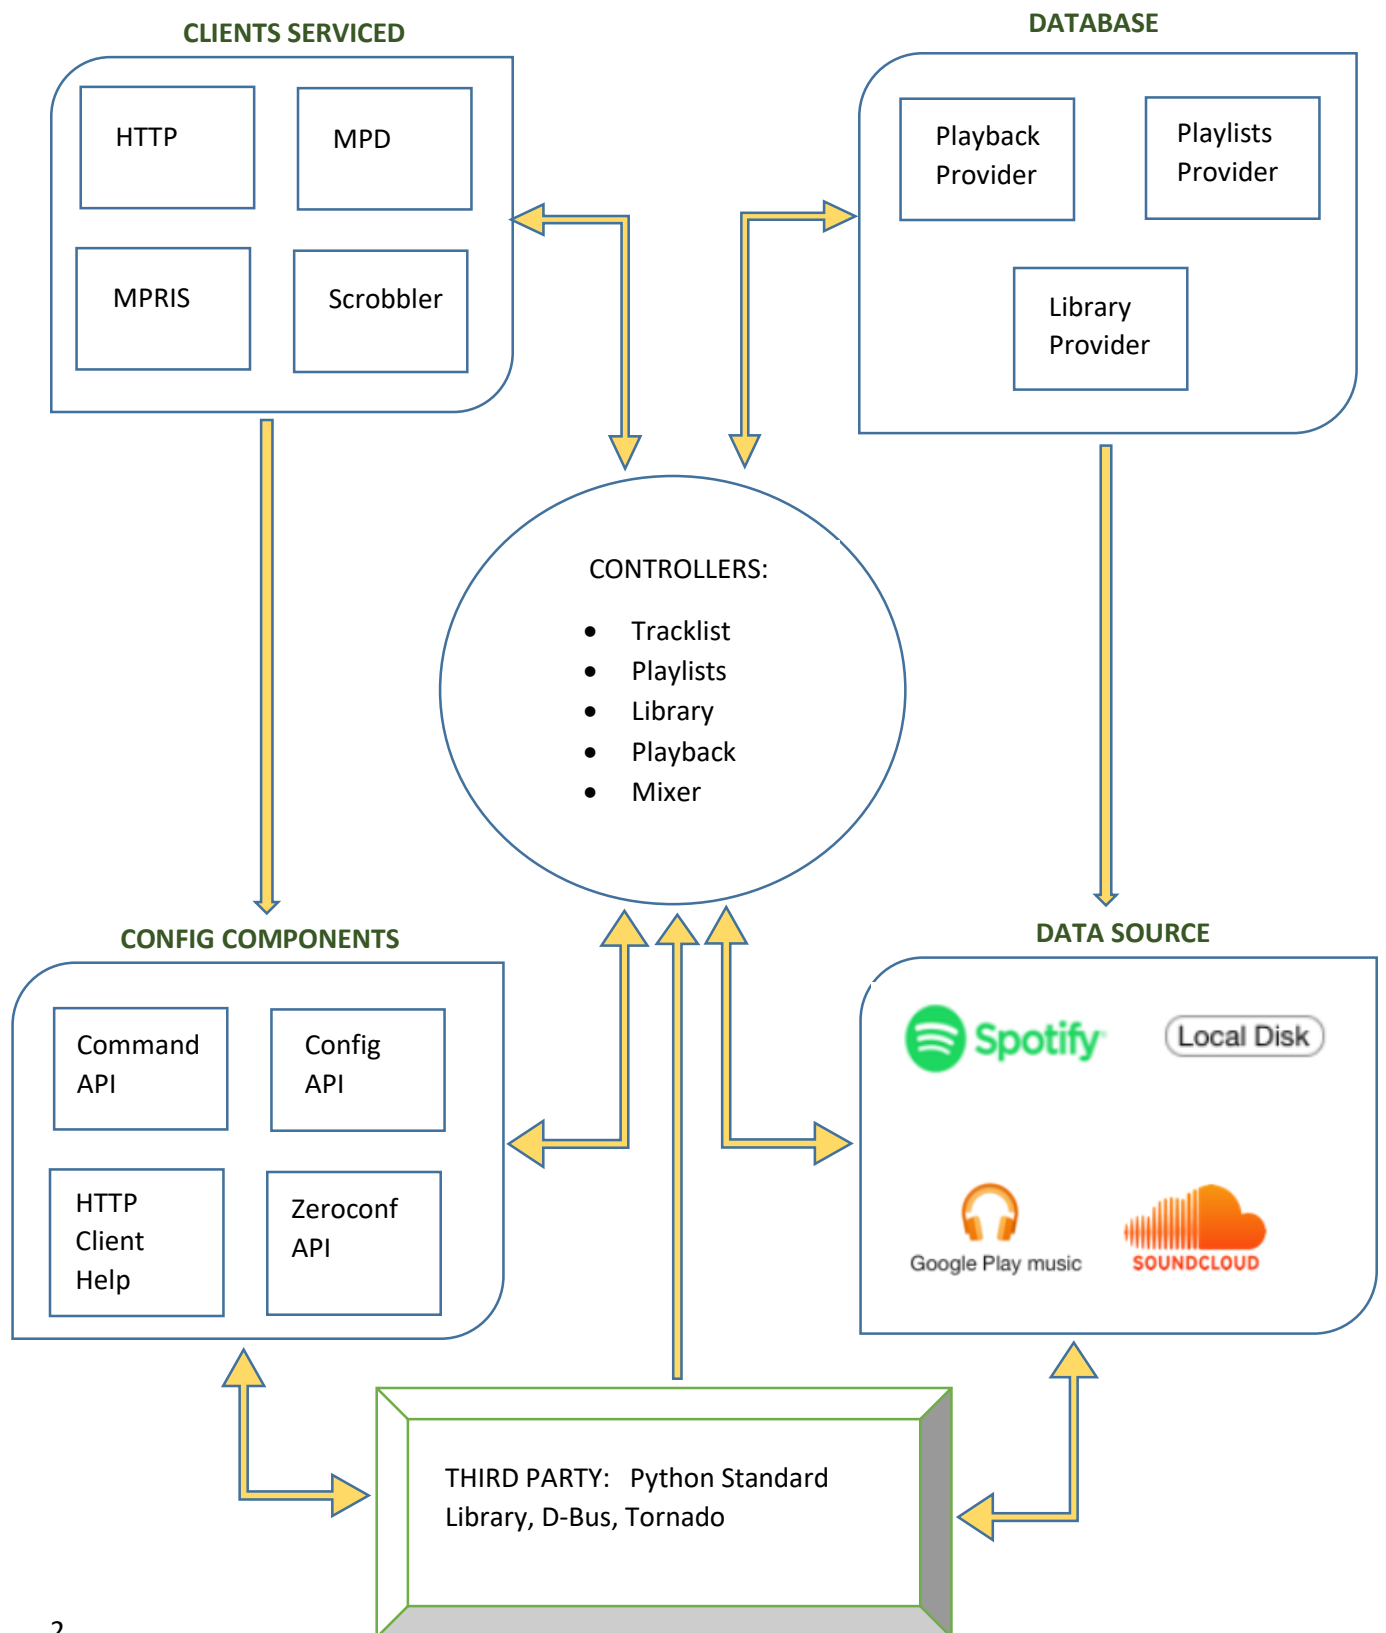 CLIENTS SERVICED
HTTP
MPD
MPRIS
Scrobbler
DATABASE
Playback
Provider
Playlists
Provider
Library
Provider
CONTROLLERS:
• Tracklist
• Playlists
• Library
• Playback
• Mixer
CONFIG COMPONENTS
Command
API
Config
API
HTTP
Client
Help
Zeroconf
API
DATA SOURCE
Spotify
Local Disk
Google Play music
SOUNDCLOUD
THIRD PARTY: Python Standard
Library, D-Bus, Tornado
2